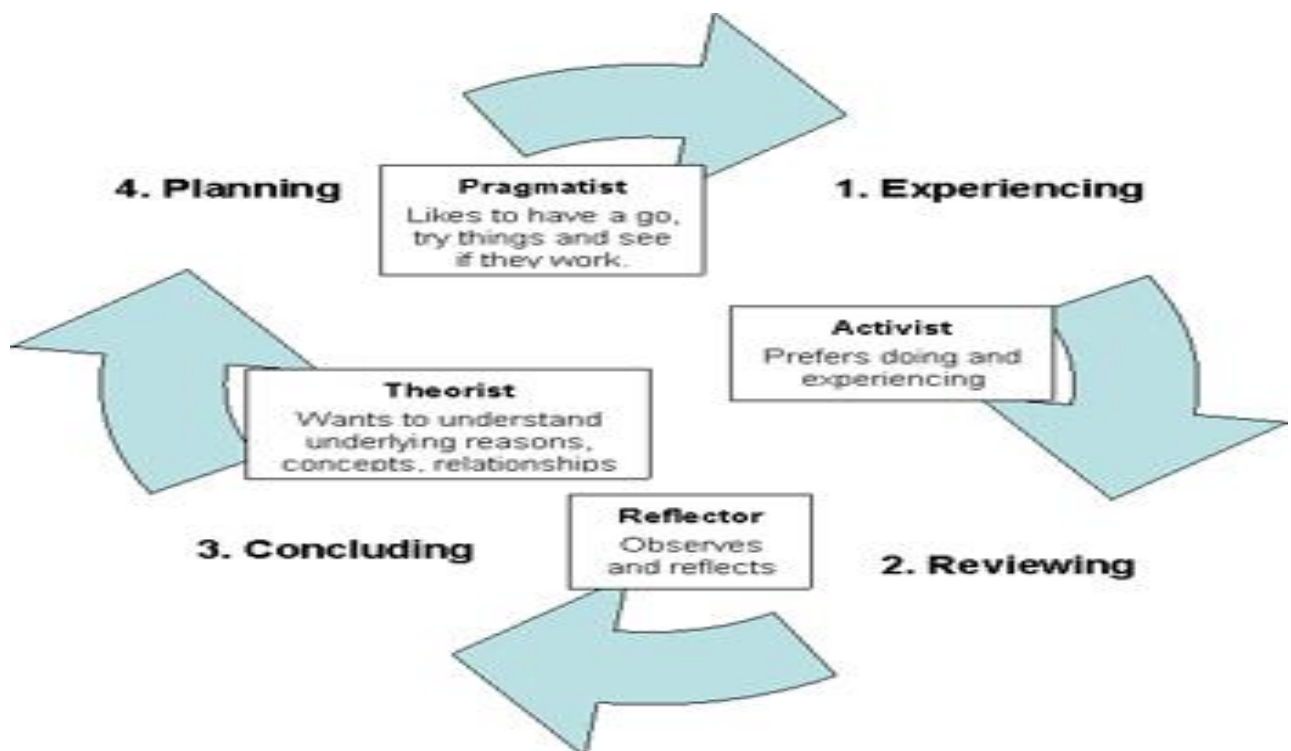 4. Planning
Pragmatist
Likes to have a go,
try things and see
if they work.
1. Experiencing
Activist
Prefers doing and
experiencing
Theorist
Wants to understand
underlying reasons,
concepts, relationships
Reflector
Observes
and reflects
3. Concluding
2. Reviewing